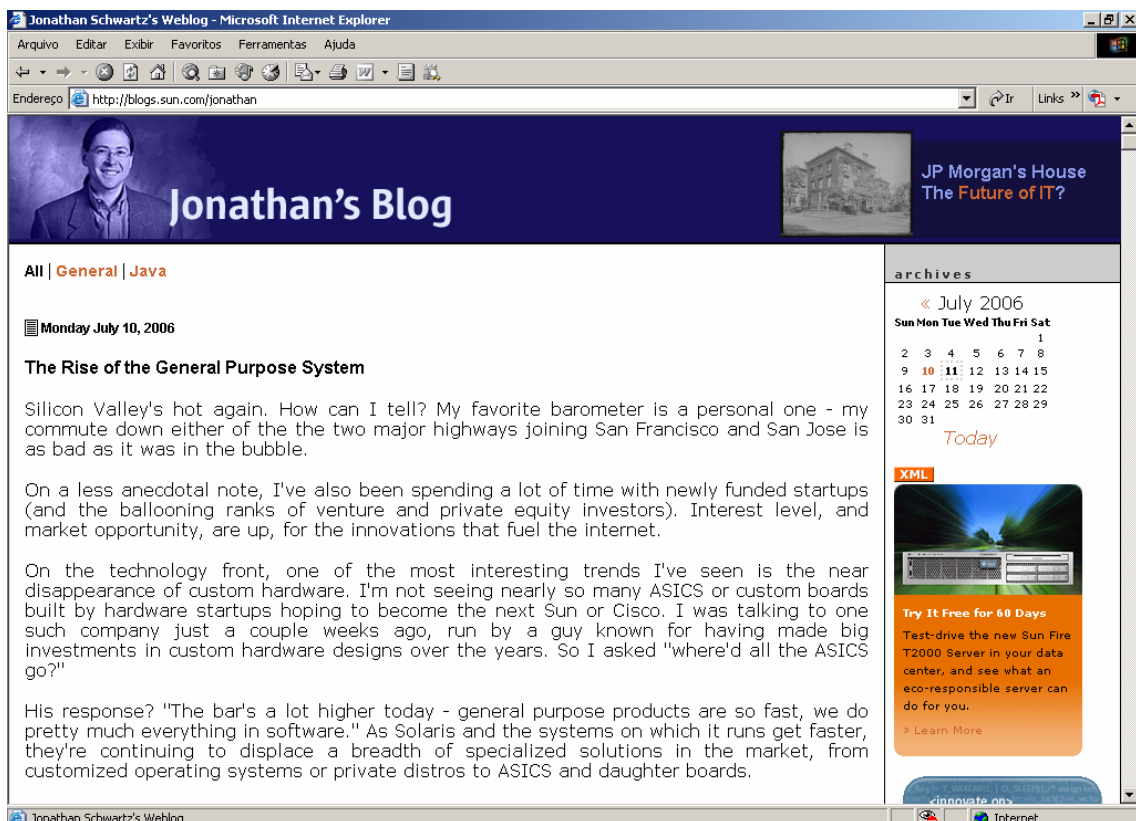 Jonathan Schwartz's Weblog - Microsoft Internet Explorer
Arquivo Editar Exibir Favoritos Ferramentas Ajuda
Endereço http://blogs.sun.com/jonathan Ir Links »
Jonathan's Blog
JP Morgan's House
The Future of IT?
All | General | Java
Monday July 10, 2006
The Rise of the General Purpose System
Silicon Valley's hot again. How can I tell? My favorite barometer is a personal one - my
commute down either of the the two major highways joining San Francisco and San Jose is
as bad as it was in the bubble.
On a less anecdotal note, I've also been spending a lot of time with newly funded startups
(and the ballooning ranks of venture and private equity investors). Interest level, and
market opportunity, are up, for the innovations that fuel the internet.
On the technology front, one of the most interesting trends I've seen is the near
disappearance of custom hardware. I'm not seeing nearly so many ASICS or custom boards
built by hardware startups hoping to become the next Sun or Cisco. I was talking to one
such company just a couple weeks ago, run by a guy known for having made big
investments in custom hardware designs over the years. So I asked "where'd all the ASICS
go?"
His response? "The bar's a lot higher today - general purpose products are so fast, we do
pretty much everything in software." As Solaris and the systems on which it runs get faster,
they're continuing to displace a breadth of specialized solutions in the market, from
customized operating systems or private distros to ASICS and daughter boards.
archives
« July 2006
Sun Mon Tue Wed Thu Fri Sat
1
2 3 4 5 6 7 8
9 10 11 12 13 14 15
16 17 18 19 20 21 22
23 24 25 26 27 28 29
30 31
Today
XML
Try It Free for 60 Days
Test-drive the new Sun Fire
T2000 Server in your data
center, and see what an
eco-responsible server can
do for you.
» Learn More
<innovate on>
Jonathan Schwartz's Weblog
Internet